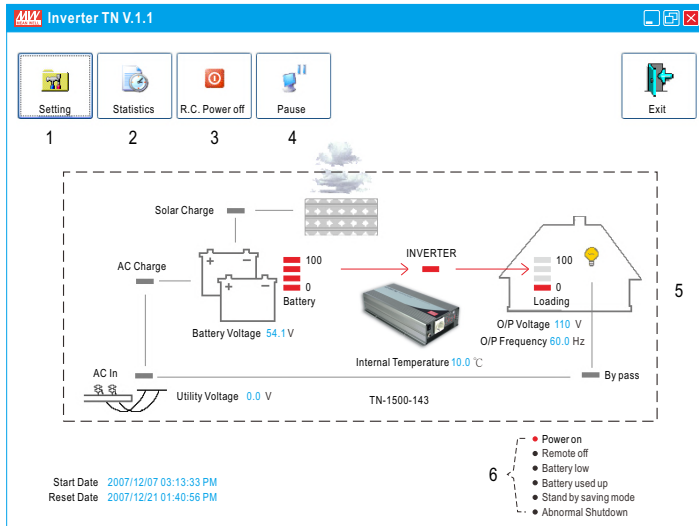 MW MEAN WELL Inverter TN V.1.1
Setting Statistics R.C. Power off Pause Exit
1 2 3 4
Solar Charge
AC Charge
+ −
+ −
100
0
Battery
INVERTER
100
0
Loading
5
Battery Voltage 54.1 V
O/P Voltage 110 V
O/P Frequency 60.0 Hz
Internal Temperature 10.0 ℃
AC In
By pass
Utility Voltage 0.0 V
TN-1500-143
6
Power on
Remote off
Battery low
Battery used up
Stand by saving mode
Abnormal Shutdown
Start Date 2007/12/07 03:13:33 PM
Reset Date 2007/12/21 01:40:56 PM